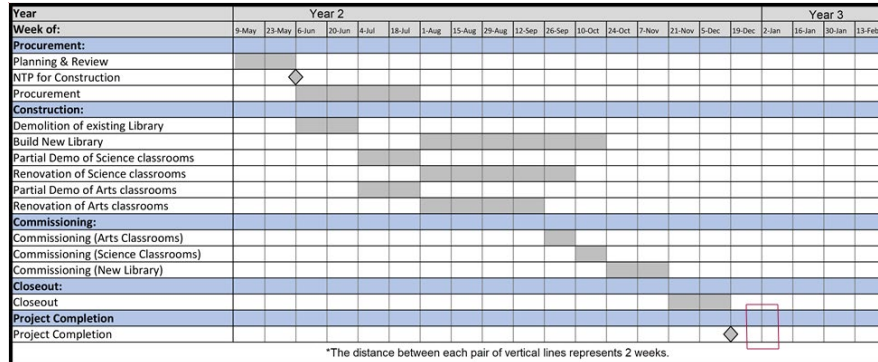 Year Year 2 Year 3
Week of: 9-May 23-May 6-Jun 20-Jun 4-Jul 18-Jul 1-Aug 15-Aug 29-Aug 12-Sep 26-Sep 10-Oct 24-Oct 7-Nov 21-Nov 5-Dec 19-Dec 2-Jan 16-Jan 30-Jan 13-Feb
Procurement:
Planning & Review
NTP for Construction
Procurement
Construction:
Demolition of existing Library
Build New Library
Partial Demo of Science classrooms
Renovation of Science classrooms
Partial Demo of Arts classrooms
Renovation of Arts classrooms
Commissioning:
Commissioning (Arts Classrooms)
Commissioning (Science Classrooms)
Commissioning (New Library)
Closeout:
Closeout
Project Completion
Project Completion
*The distance between each pair of vertical lines represents 2 weeks.